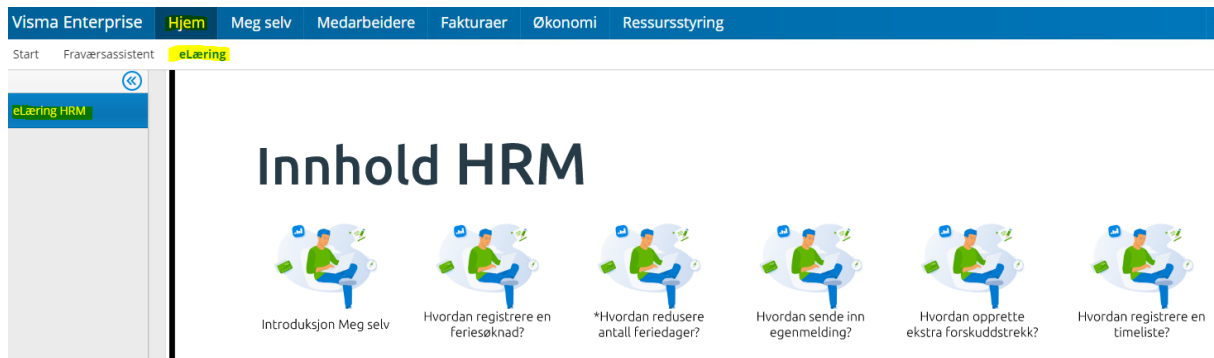 Visma Enterprise Hjem Meg selv Medarbeidere Fakturaer Økonomi Ressursstyring
Start Fraværsassistent eLæring
eLæring HRM
Innhold HRM
Introduksjon Meg selv
Hvordan registrere en
feriesøknad?
*Hvordan redusere
antall feriedager?
Hvordan sende inn
egenmelding?
Hvordan opprette
ekstra forskuddstrekk?
Hvordan registrere en
timeliste?